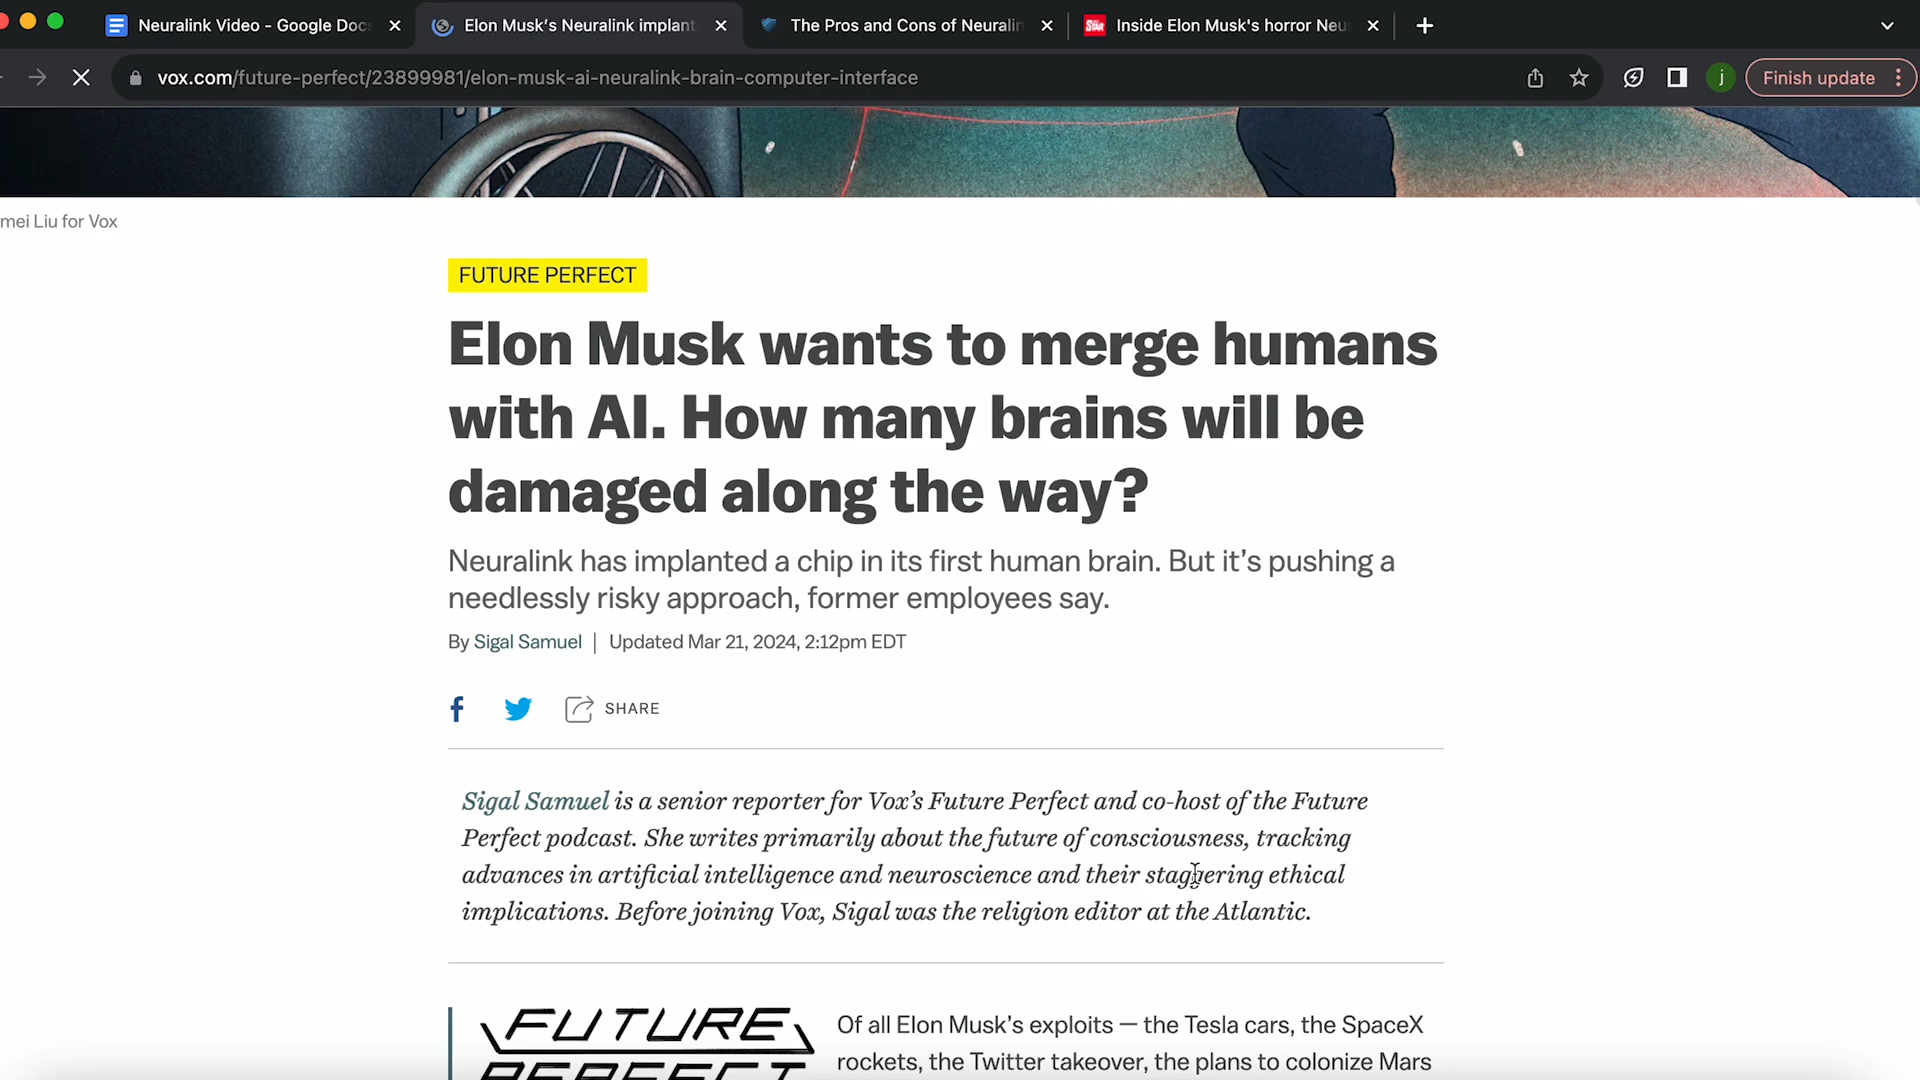 Neuralink Video - Google Docs
Elon Musk's Neuralink implant
The Pros and Cons of Neuralin
Inside Elon Musk's horror Neu
vox.com/future-perfect/23899981/elon-musk-ai-neuralink-brain-computer-interface
j
Finish update
mei Liu for Vox
FUTURE PERFECT
Elon Musk wants to merge humans
with AI. How many brains will be
damaged along the way?
Neuralink has implanted a chip in its first human brain. But it's pushing a
needlessly risky approach, former employees say.
By Sigal Samuel | Updated Mar 21, 2024, 2:12pm EDT
SHARE
Sigal Samuel is a senior reporter for Vox's Future Perfect and co-host of the Future
Perfect podcast. She writes primarily about the future of consciousness, tracking
advances in artificial intelligence and neuroscience and their staggering ethical
implications. Before joining Vox, Sigal was the religion editor at the Atlantic.
FUTURE
PERFECT
Of all Elon Musk's exploits — the Tesla cars, the SpaceX
rockets, the Twitter takeover, the plans to colonize Mars